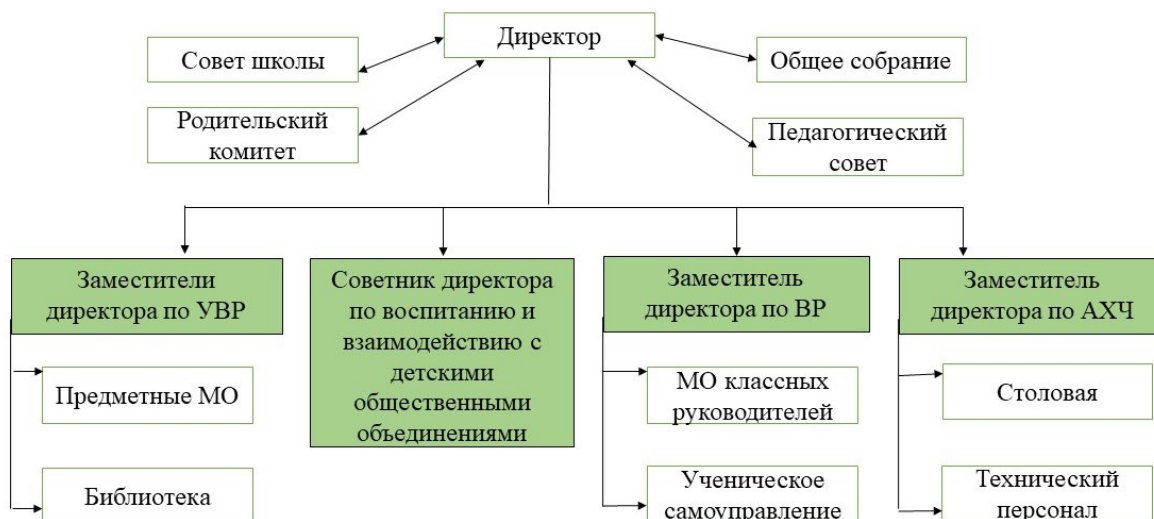 Директор
Совет школы
Общее собрание
Родительский
комитет
Педагогический
совет
Заместители
директора по УВР
Советник директора
по воспитанию и
взаимодействию с
детскими
общественными
объединениями
Заместитель
директора по ВР
Заместитель
директора по АХЧ
Предметные МО
МО классных
руководителей
Столовая
Библиотека
Ученическое
самоуправление
Технический
персонал